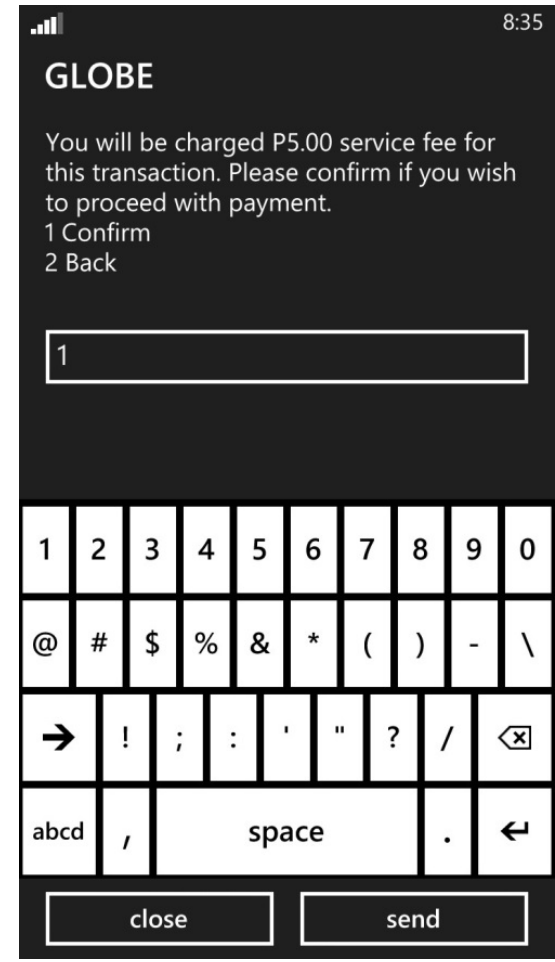 8:35
GLOBE
You will be charged P5.00 service fee for
this transaction. Please confirm if you wish
to proceed with payment.
1 Confirm
2 Back
1
1 2 3 4 5 6 7 8 9 0
@ # $ % & * ( ) - \
→ ! ; : ' " ? /
abcd , space . ↵
close send